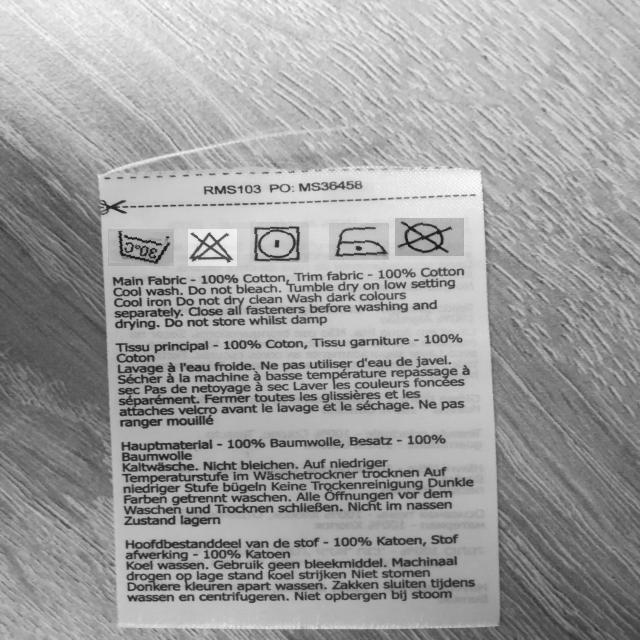 RMS103 PO: MS36458
30°C
Main Fabric - 100% Cotton, Trim fabric - 100% Cotton
Cool wash. Do not bleach. Tumble dry on low setting
Cool iron Do not dry clean Wash dark colours
separately. Close all fasteners before washing and
drying. Do not store whilst damp
Tissu principal - 100% Coton, Tissu garniture - 100%
Coton
Lavage à l'eau froide. Ne pas utiliser d'eau de javel.
Sécher à la machine à basse température repassage à
sec Pas de netoyage à sec Laver les couleurs foncées
séparément. Fermer toutes les glissières et les
attaches velcro avant le lavage et le séchage. Ne pas
ranger mouillé
Hauptmaterial - 100% Baumwolle, Besatz - 100%
Baumwolle
Kaltwäsche. Nicht bleichen. Auf niedriger
Temperaturstufe im Wäschetrockner trocknen Auf
niedriger Stufe bügeln Keine Trockenreinigung Dunkle
Farben getrennt waschen. Alle Öffnungen vor dem
Waschen und Trocknen schließen. Nicht im nassen
Zustand lagern
Hoofdbestanddeel van de stof - 100% Katoen, Stof
afwerking - 100% Katoen
Koel wassen. Gebruik geen bleekmiddel. Machinaal
drogen op lage stand koel strijken Niet stomen
Donkere kleuren apart wassen. Zakken sluiten tijdens
wassen en centrifugeren. Niet opbergen bij stoom